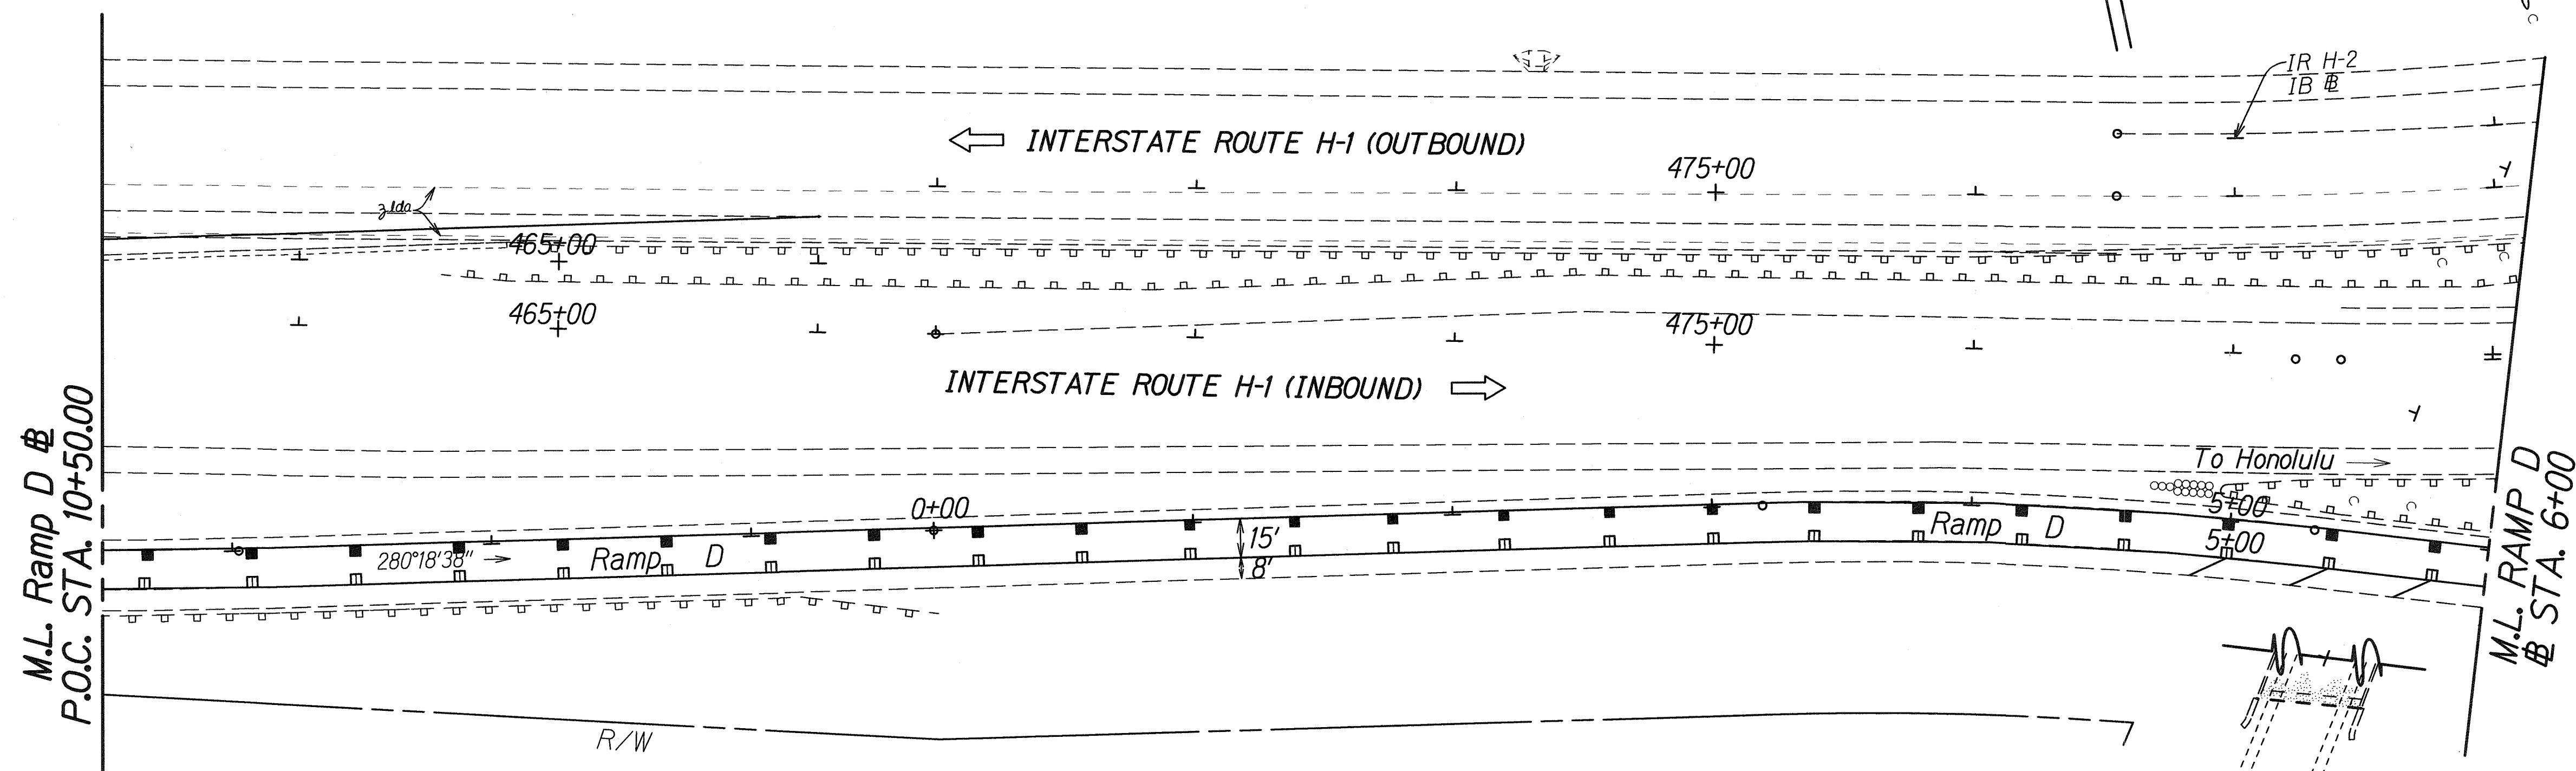 IR H-2
IB ℄
INTERSTATE ROUTE H-1 (OUTBOUND)
475+00
465+00
465+00
475+00
INTERSTATE ROUTE H-1 (INBOUND)
M.L. Ramp D ℄
P.O.C. STA. 10+50.00
To Honolulu
0+00
5+00
280°18'38"
Ramp D
15'
8'
Ramp D
5+00
M.L. RAMP D
℄ STA. 6+00
R/W